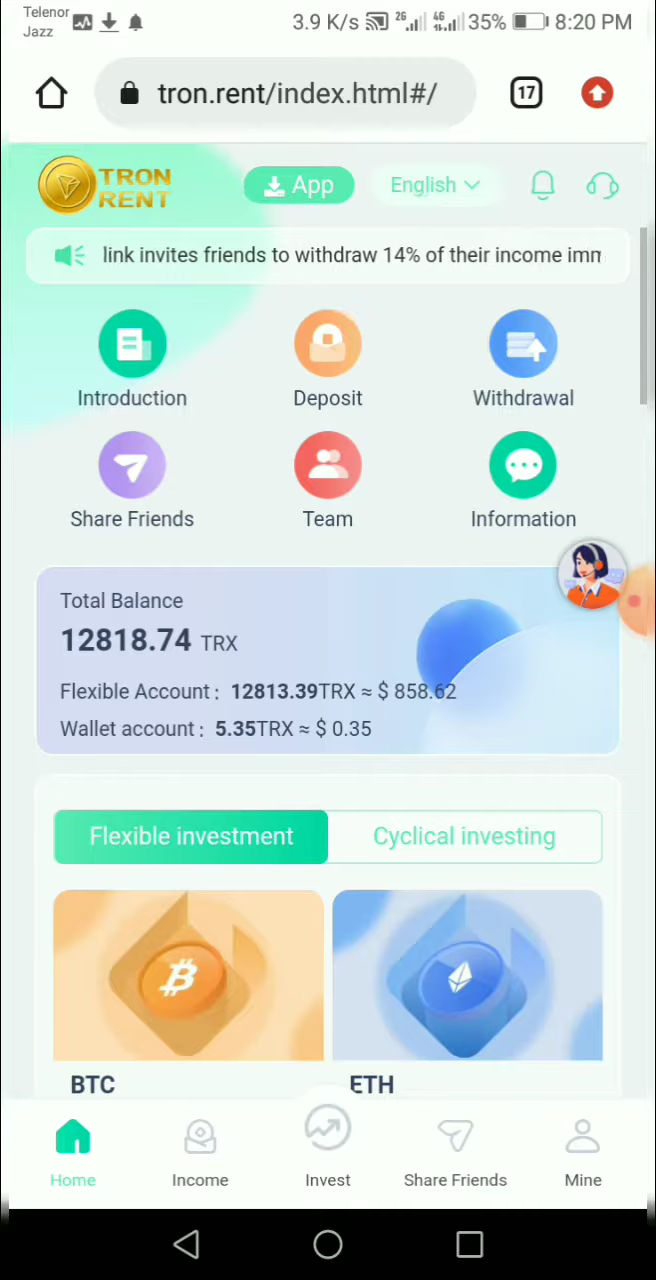 Telenor
Jazz
3.9 K/s 2G 4G 35% 8:20 PM
tron.rent/index.html#/
17
TRON
RENT
App
English
link invites friends to withdraw 14% of their income imm
Introduction
Deposit
Withdrawal
Share Friends
Team
Information
Total Balance
12818.74 TRX
Flexible Account : 12813.39TRX ≈ $ 858.62
Wallet account : 5.35TRX ≈ $ 0.35
Flexible investment
Cyclical investing
BTC
ETH
Home
Income
Invest
Share Friends
Mine